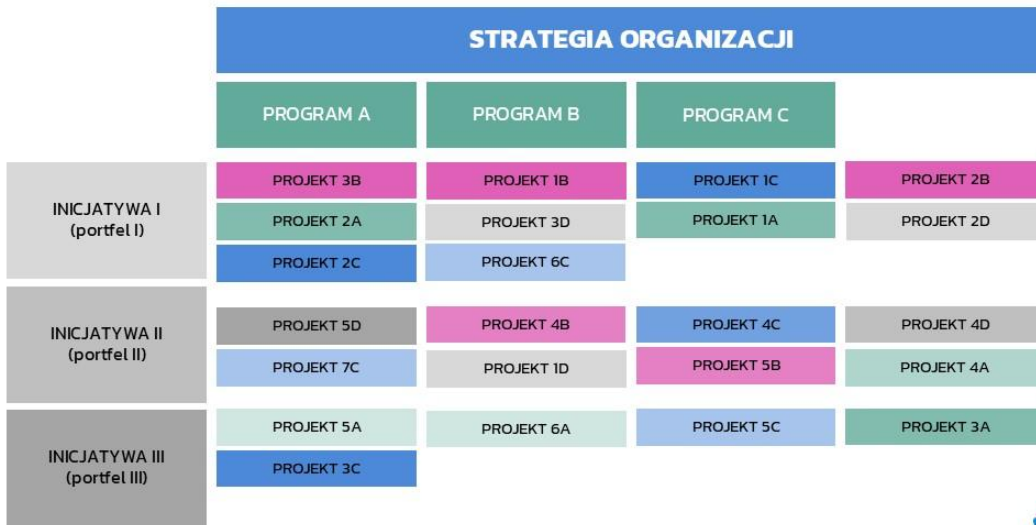 STRATEGIA ORGANIZACJI
PROGRAM A
PROGRAM B
PROGRAM C
INICJATYWA I
(portfel I)
PROJEKT 3B
PROJEKT 1B
PROJEKT 1C
PROJEKT 2B
PROJEKT 2A
PROJEKT 3D
PROJEKT 1A
PROJEKT 2D
PROJEKT 2C
PROJEKT 6C
INICJATYWA II
(portfel II)
PROJEKT 5D
PROJEKT 4B
PROJEKT 4C
PROJEKT 4D
PROJEKT 7C
PROJEKT 1D
PROJEKT 5B
PROJEKT 4A
INICJATYWA III
(portfel III)
PROJEKT 5A
PROJEKT 6A
PROJEKT 5C
PROJEKT 3A
PROJEKT 3C